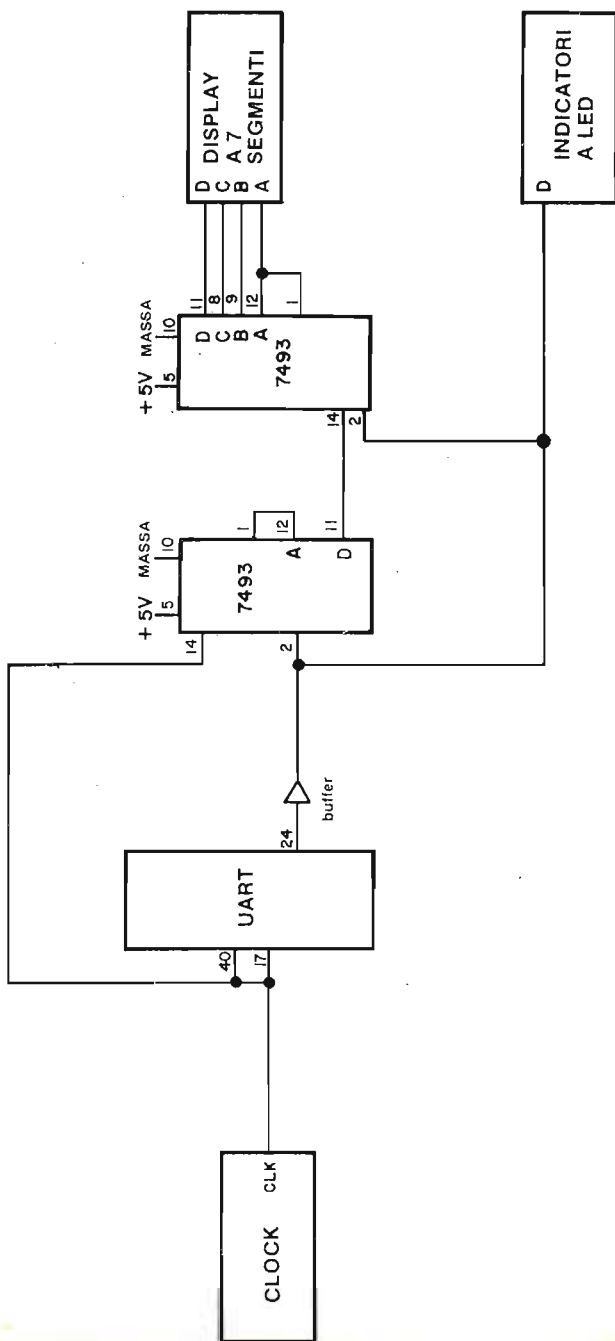 CLOCK
CLK
40
17
UART
24
buffer
+5V
MASSA
5
10
14
2
7493
1
12
A
D
11
+5V
MASSA
5
10
14
2
7493
D
C
B
A
11
8
9
12
1
D
C
B
A
DISPLAY
A 7
SEGMENTI
D
INDICATORI
A LED